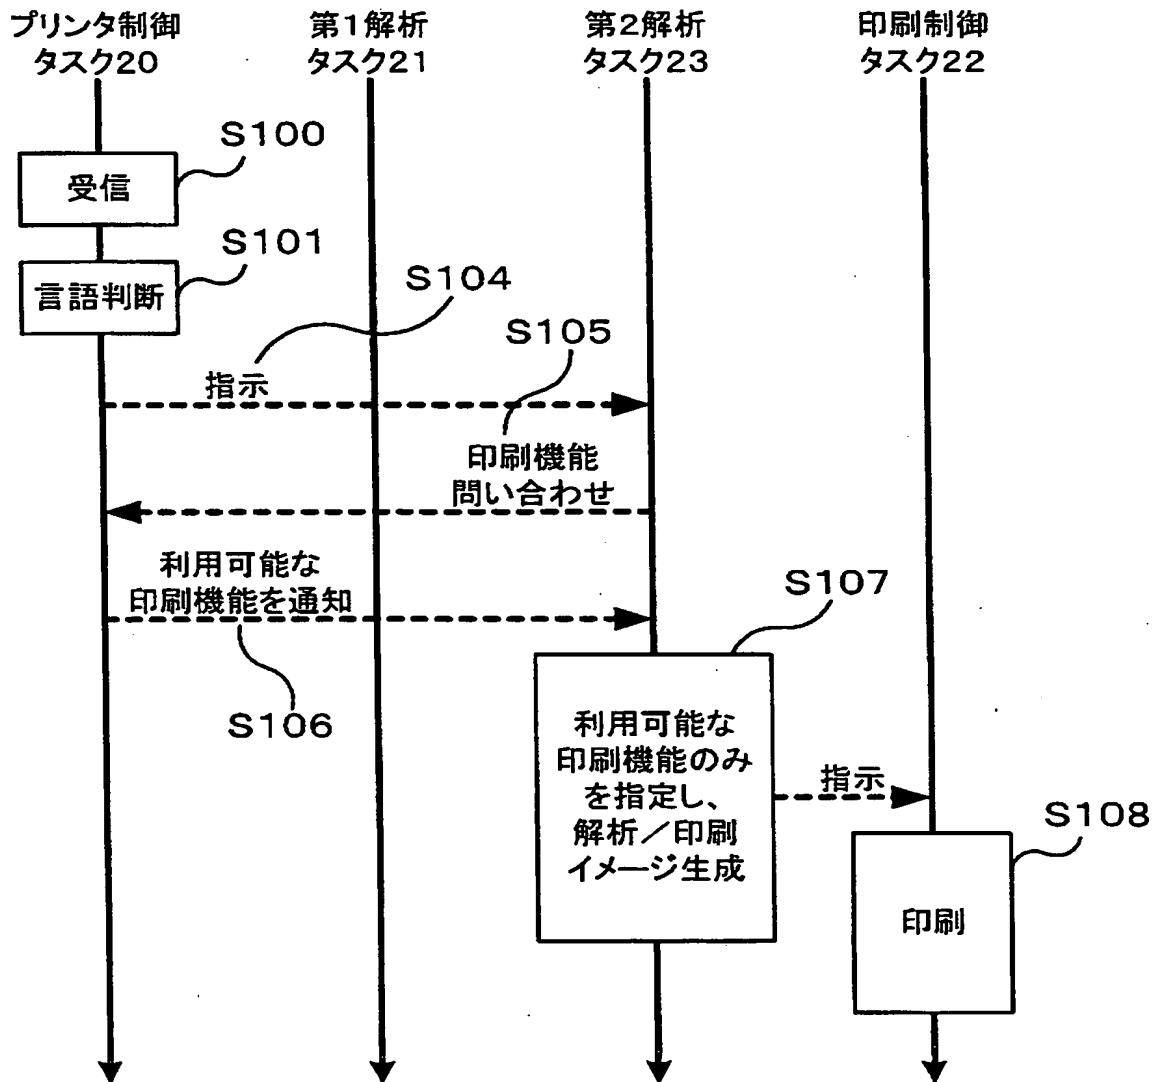 プリンタ制御
タスク20
第1解析
タスク21
第2解析
タスク23
印刷制御
タスク22
S100
受信
S101
言語判断
S104
指示
S105
印刷機能
問い合わせ
利用可能な
印刷機能を通知
S106
S107
利用可能な
印刷機能のみ
を指定し、
解析／印刷
イメージ生成
指示
S108
印刷